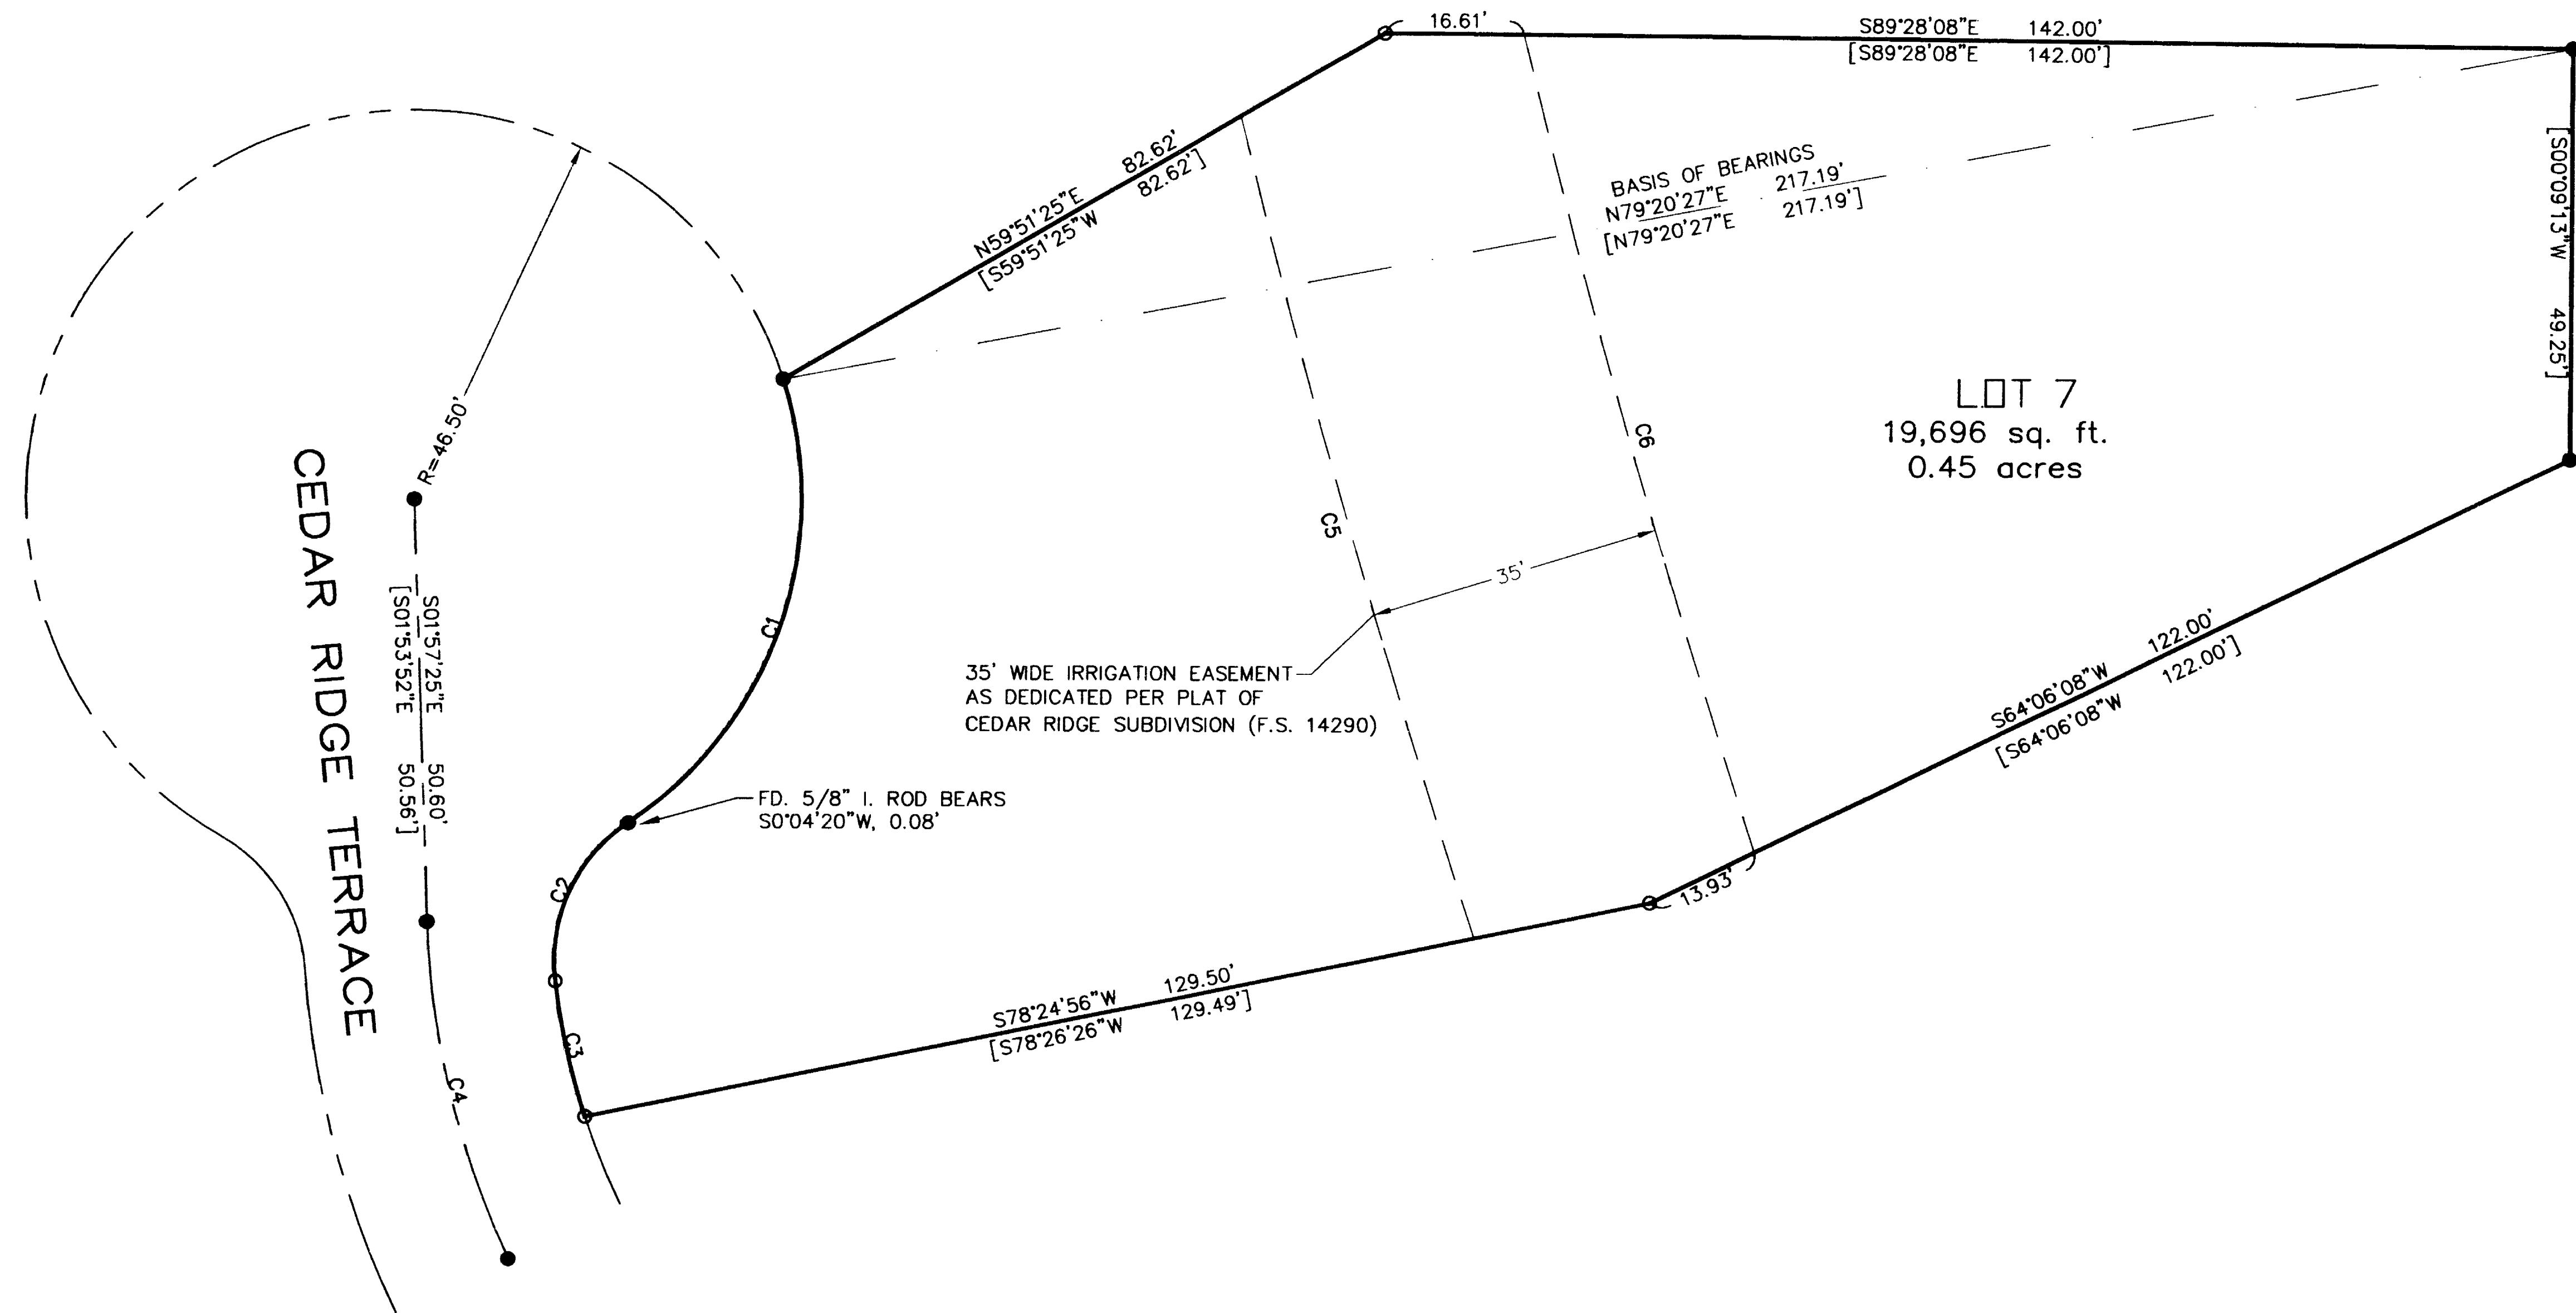 16.61'
S89°28'08"E 142.00'
[S89°28'08"E 142.00']
N59°51'25"E 82.62'
[S59°51'25"W 82.62']
BASIS OF BEARINGS
N79°20'27"E 217.19'
[N79°20'27"E 217.19']
[S00°09'13"W 49.25']
R=46.50'
LOT 7
19,696 sq. ft.
0.45 acres
C6
C5
35'
CEDAR RIDGE TERRACE
S01°57'25"E 50.60'
[S01°53'52"E 50.56']
C1
35' WIDE IRRIGATION EASEMENT
AS DEDICATED PER PLAT OF
CEDAR RIDGE SUBDIVISION (F.S. 14290)
S64°06'08"W 122.00'
[S64°06'08"W 122.00']
FD. 5/8" I. ROD BEARS
S0°04'20"W, 0.08'
C2
13.93'
S78°24'56"W 129.50'
[S78°26'26"W 129.49']
C3
C4